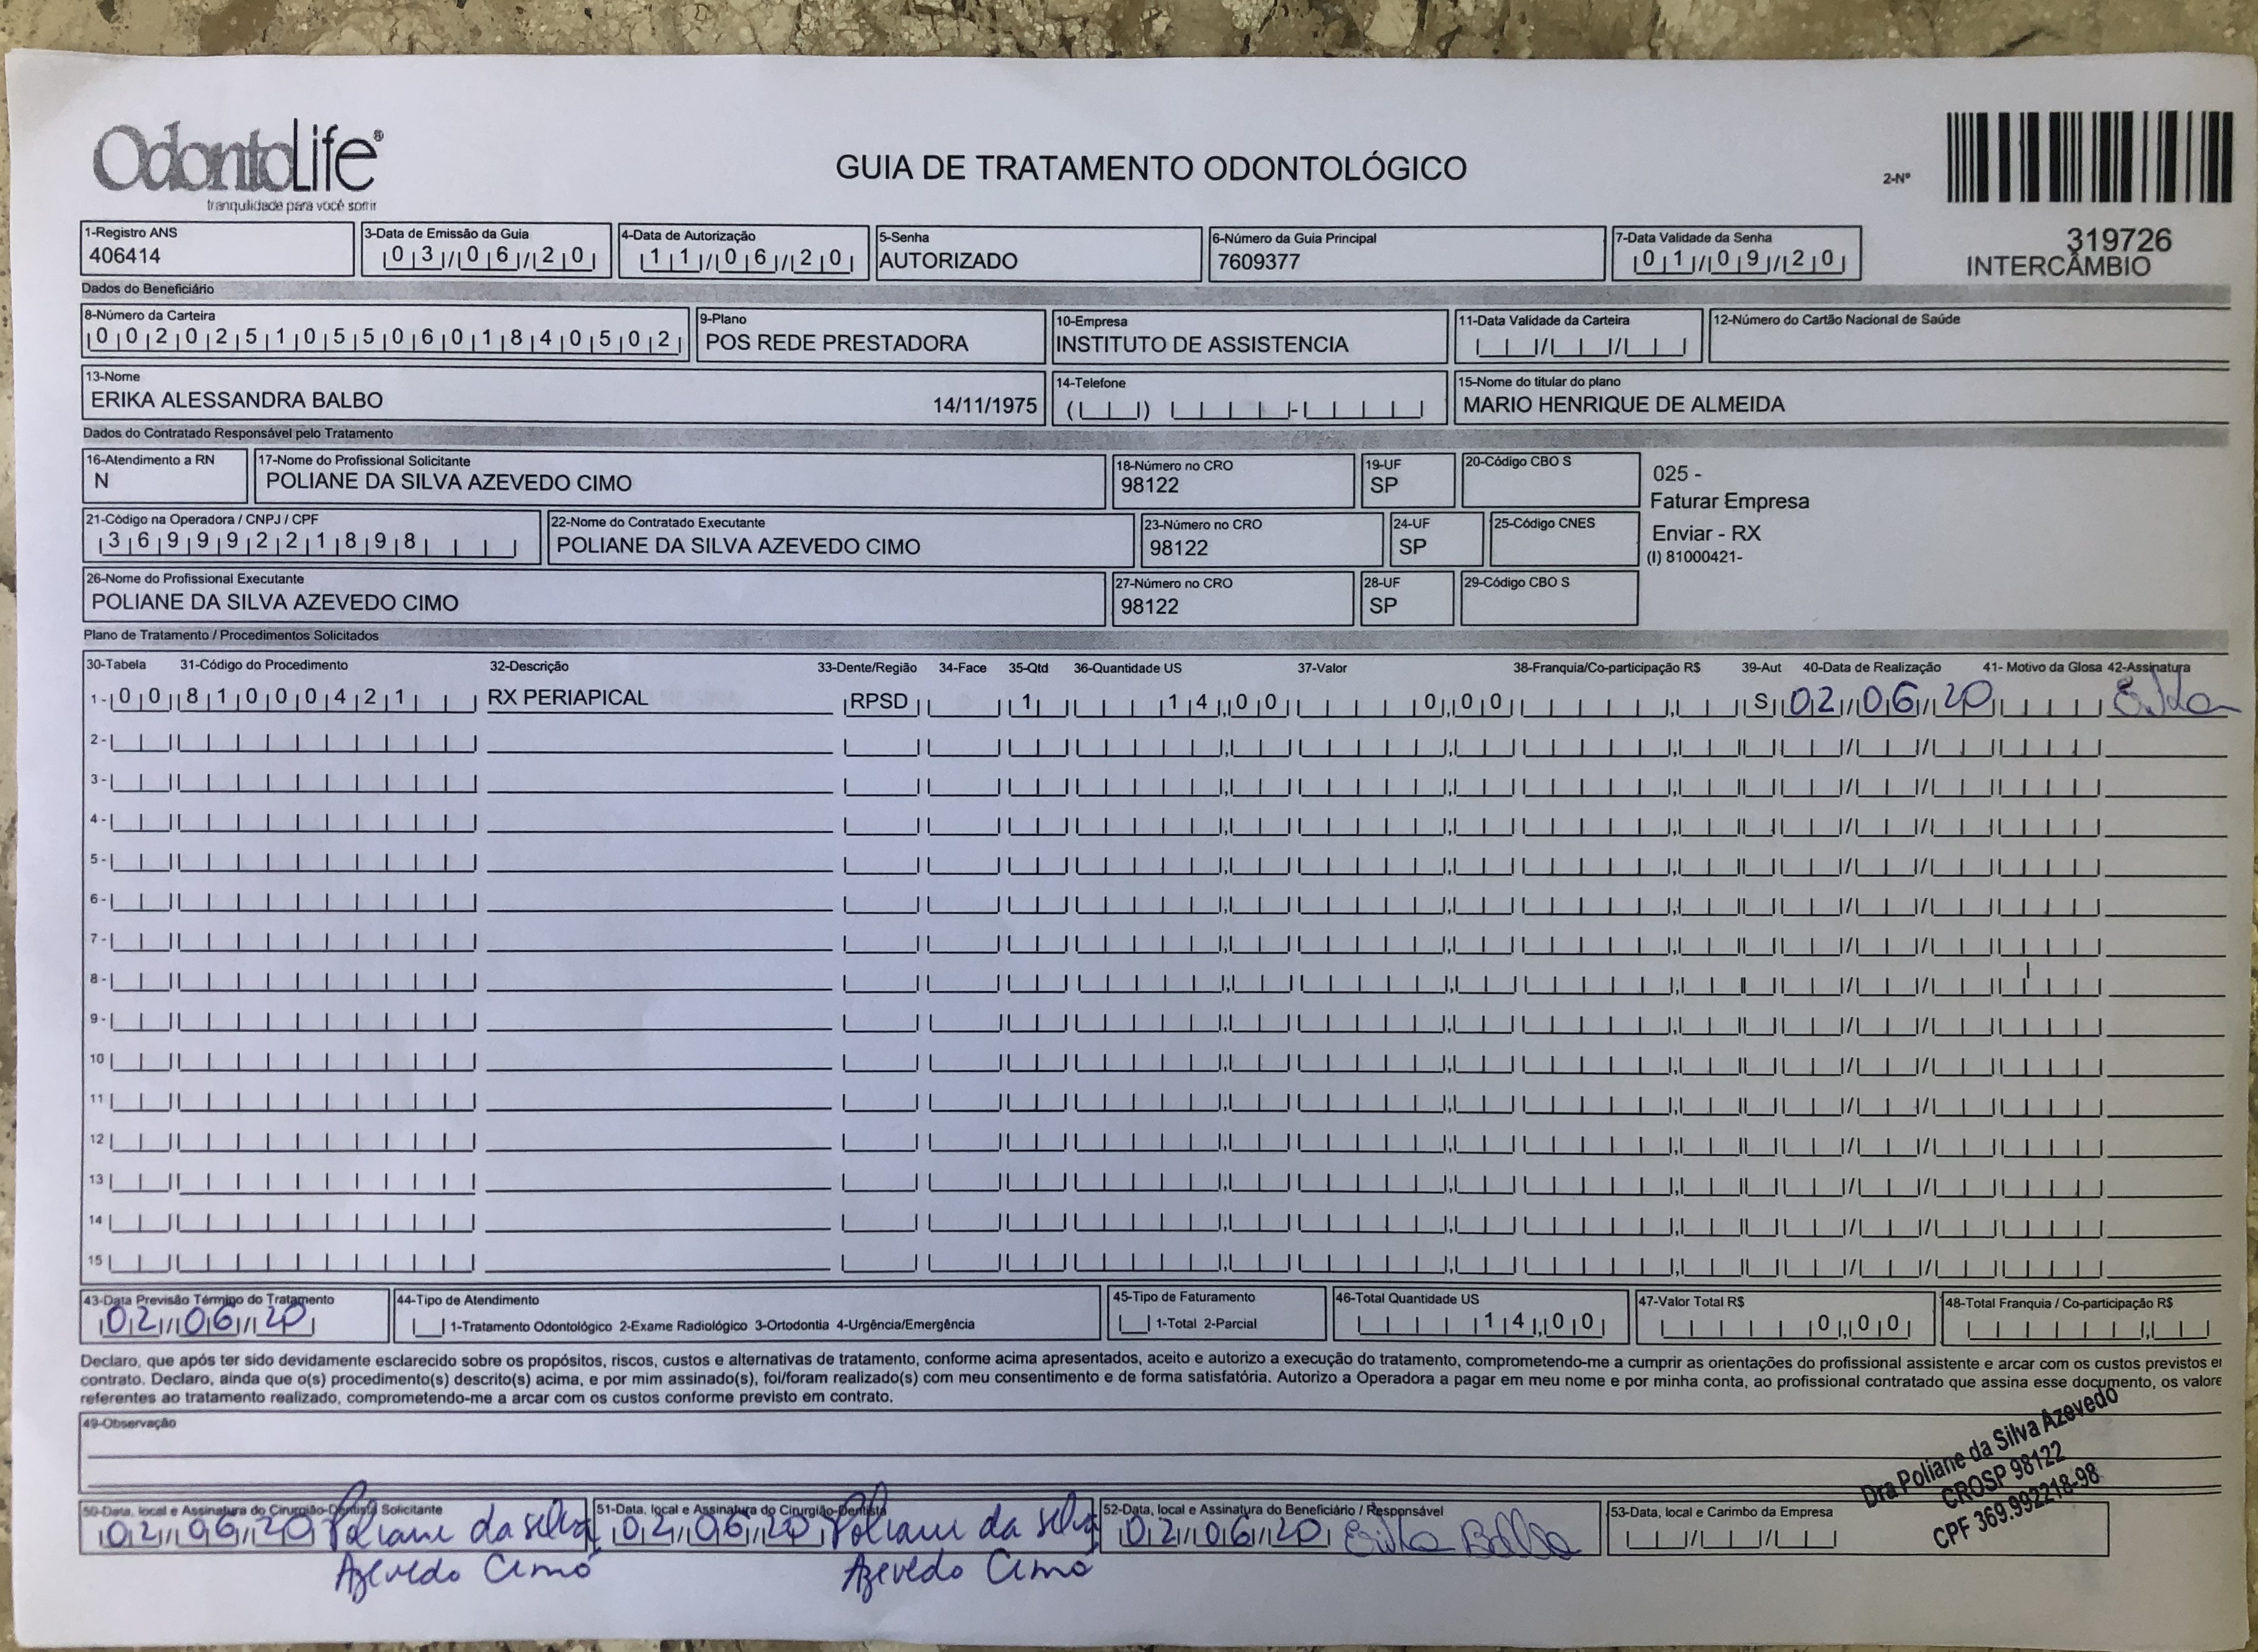 OdontoLife®
tranquilidade para você sorrir
GUIA DE TRATAMENTO ODONTOLÓGICO
2-Nº
319726
INTERCÂMBIO
1-Registro ANS
406414
3-Data de Emissão da Guia
03/06/20
4-Data de Autorização
11/06/20
5-Senha
AUTORIZADO
6-Número da Guia Principal
7609377
7-Data Validade da Senha
01/09/20
Dados do Beneficiário
8-Número da Carteira
00202510550601840502
9-Plano
POS REDE PRESTADORA
10-Empresa
INSTITUTO DE ASSISTENCIA
11-Data Validade da Carteira
12-Número do Cartão Nacional de Saúde
13-Nome
ERIKA ALESSANDRA BALBO 14/11/1975
14-Telefone
15-Nome do titular do plano
MARIO HENRIQUE DE ALMEIDA
Dados do Contratado Responsável pelo Tratamento
16-Atendimento a RN
N
17-Nome do Profissional Solicitante
POLIANE DA SILVA AZEVEDO CIMO
18-Número no CRO
98122
19-UF
SP
20-Código CBO S
025 -
Faturar Empresa
Enviar - RX
(I) 81000421-
21-Código na Operadora / CNPJ / CPF
36999221898
22-Nome do Contratado Executante
POLIANE DA SILVA AZEVEDO CIMO
23-Número no CRO
98122
24-UF
SP
25-Código CNES
26-Nome do Profissional Executante
POLIANE DA SILVA AZEVEDO CIMO
27-Número no CRO
98122
28-UF
SP
29-Código CBO S
Plano de Tratamento / Procedimentos Solicitados
30-Tabela 31-Código do Procedimento 32-Descrição 33-Dente/Região 34-Face 35-Qtd 36-Quantidade US 37-Valor 38-Franquia/Co-participação R$ 39-Aut 40-Data de Realização 41- Motivo da Glosa 42-Assinatura
1- 00 81000421 RX PERIAPICAL RPSD 1 14,00 0,00 S 02/06/20 Erika
2-
3-
4-
5-
6-
7-
8-
9-
10
11
12
13
14
15
43-Data Previsão Término do Tratamento
02/06/20
44-Tipo de Atendimento
1-Tratamento Odontológico 2-Exame Radiológico 3-Ortodontia 4-Urgência/Emergência
45-Tipo de Faturamento
1-Total 2-Parcial
46-Total Quantidade US
14,00
47-Valor Total R$
0,00
48-Total Franquia / Co-participação R$
Declaro, que após ter sido devidamente esclarecido sobre os propósitos, riscos, custos e alternativas de tratamento, conforme acima apresentados, aceito e autorizo a execução do tratamento, comprometendo-me a cumprir as orientações do profissional assistente e arcar com os custos previstos em
contrato. Declaro, ainda que o(s) procedimento(s) descrito(s) acima, e por mim assinado(s), foi/foram realizado(s) com meu consentimento e de forma satisfatória. Autorizo a Operadora a pagar em meu nome e por minha conta, ao profissional contratado que assina esse documento, os valore
referentes ao tratamento realizado, comprometendo-me a arcar com os custos conforme previsto em contrato.
49-Observação
Dra Poliane da Silva Azevedo
CROSP 98122
CPF 369.992218-98
50-Data, local e Assinatura do Cirurgião-Dentista Solicitante
02/06/20 Poliane da Silva
Azevedo Cimo
51-Data, local e Assinatura do Cirurgião-Dentista
02/06/20 Poliane da Silva
Azevedo Cimo
52-Data, local e Assinatura do Beneficiário / Responsável
02/06/20 Erika Balbo
53-Data, local e Carimbo da Empresa